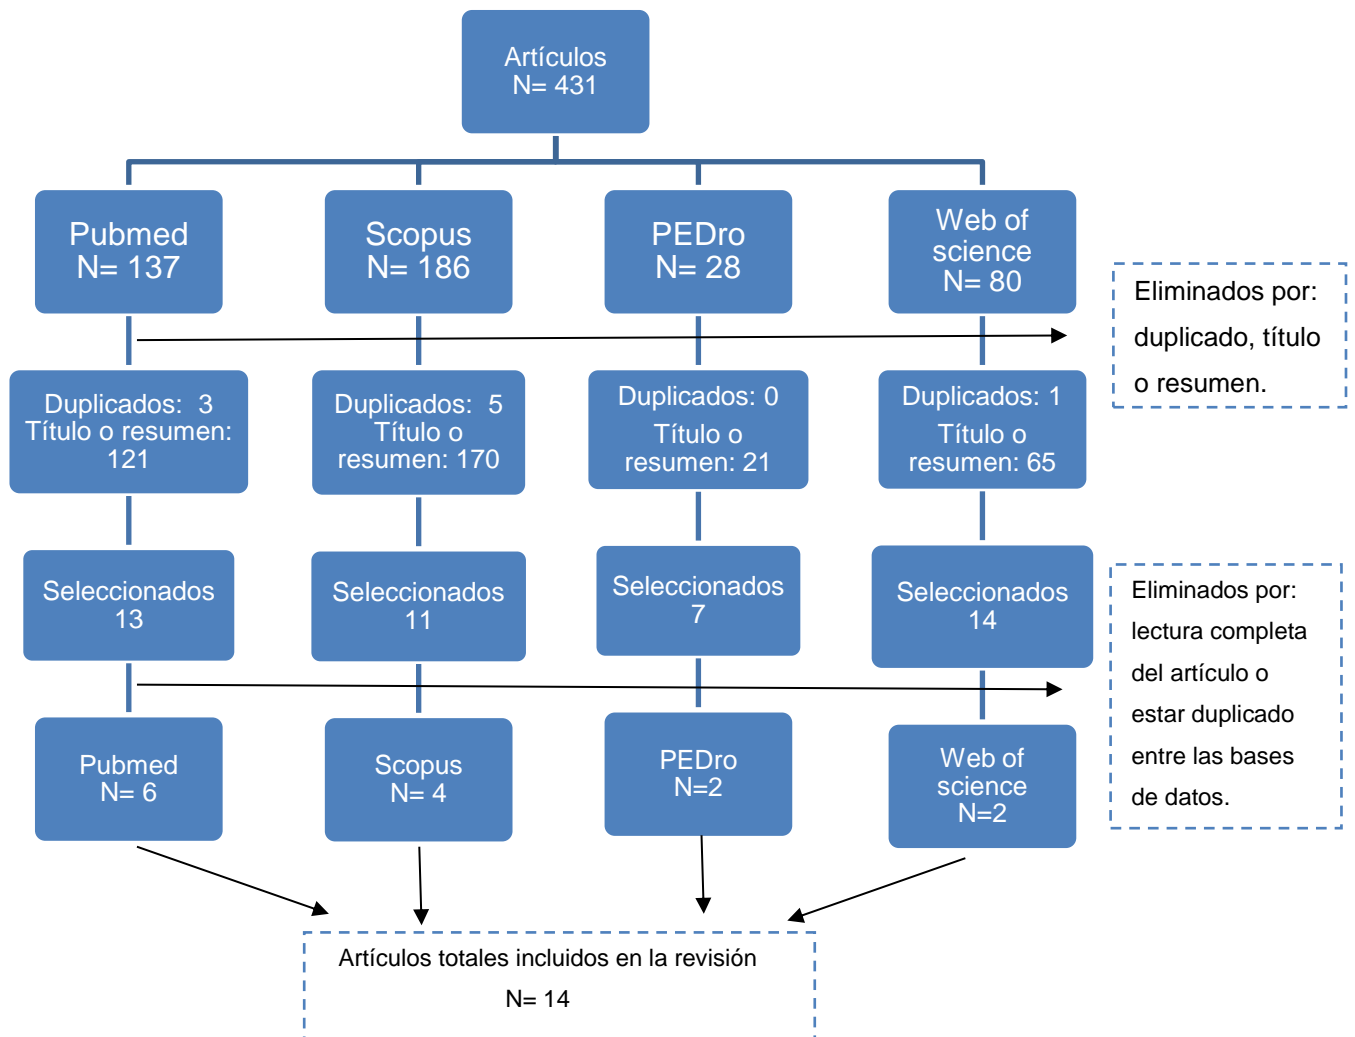 Artículos
N= 431
Pubmed
N= 137
Scopus
N= 186
PEDro
N= 28
Web of
science
N= 80
Eliminados por:
duplicado, título
o resumen.
Duplicados:  3
Título o resumen:
121
Duplicados:  5
Título o
resumen: 170
Duplicados: 0
Título o
resumen: 21
Duplicados: 1
Título o
resumen: 65
Seleccionados
13
Seleccionados
11
Seleccionados
7
Seleccionados
14
Eliminados por:
lectura completa
del artículo o
estar duplicado
entre las bases
de datos.
Pubmed
N= 6
Scopus
N= 4
PEDro
N=2
Web of
science
N=2
Artículos totales incluidos en la revisión
N= 14